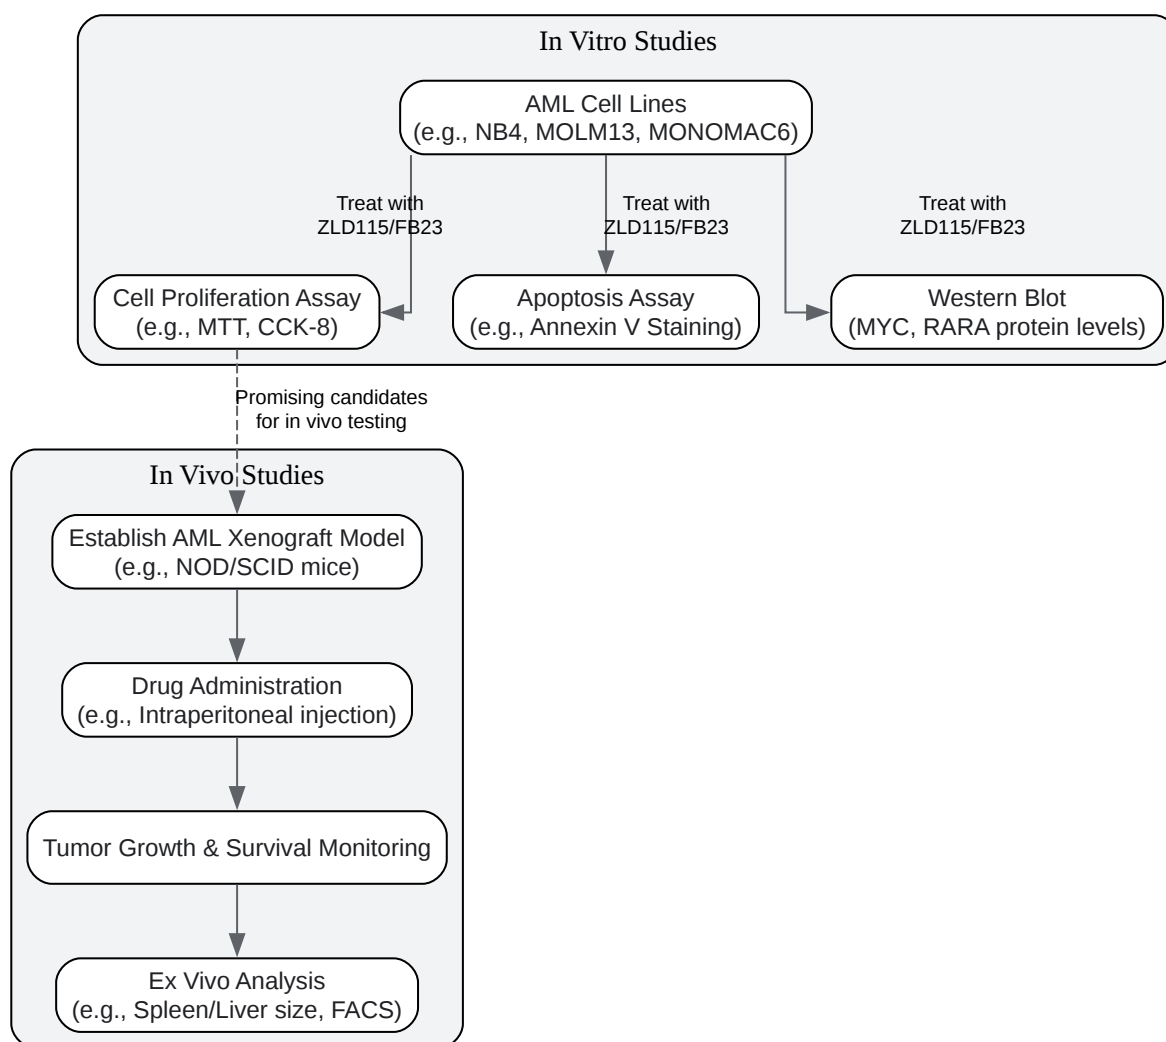 In Vitro Studies
AML Cell Lines
(e.g., NB4, MOLM13, MONOMAC6)
Treat with
ZLD115/FB23
Treat with
ZLD115/FB23
Treat with
ZLD115/FB23
Cell Proliferation Assay
(e.g., MTT, CCK-8)
Apoptosis Assay
(e.g., Annexin V Staining)
Western Blot
(MYC, RARA protein levels)
Promising candidates
for in vivo testing
In Vivo Studies
Establish AML Xenograft Model
(e.g., NOD/SCID mice)
Drug Administration
(e.g., Intraperitoneal injection)
Tumor Growth & Survival Monitoring
Ex Vivo Analysis
(e.g., Spleen/Liver size, FACS)